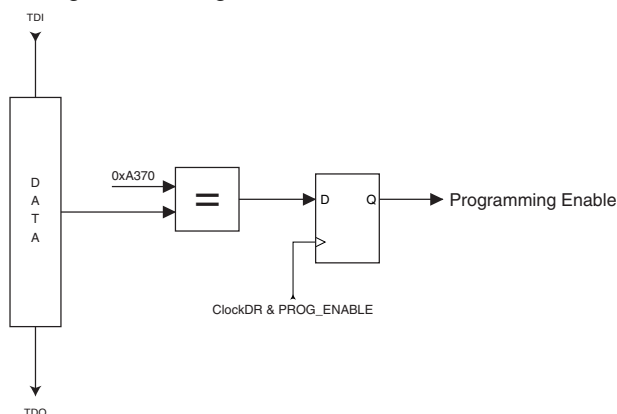 TDI
D
A
T
A
0xA370
=
D
Q
Programming Enable
ClockDR & PROG_ENABLE
TDO